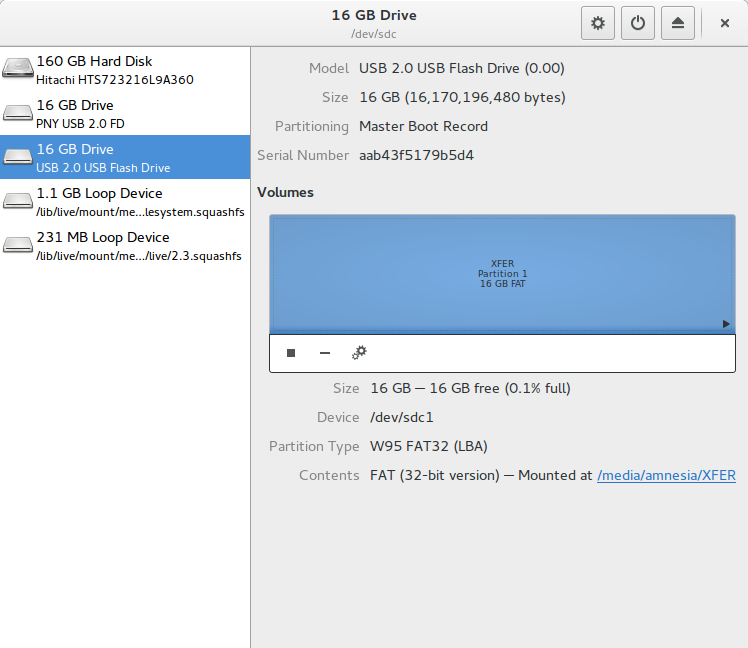 16 GB Drive
/dev/sdc
160 GB Hard Disk
Hitachi HTS723216L9A360
16 GB Drive
PNY USB 2.0 FD
16 GB Drive
USB 2.0 USB Flash Drive
1.1 GB Loop Device
/lib/live/mount/me...lesystem.squashfs
231 MB Loop Device
/lib/live/mount/me.../live/2.3.squashfs
Model USB 2.0 USB Flash Drive (0.00)
Size 16 GB (16,170,196,480 bytes)
Partitioning Master Boot Record
Serial Number aab43f5179b5d4
Volumes
XFER
Partition 1
16 GB FAT
Size 16 GB — 16 GB free (0.1% full)
Device /dev/sdc1
Partition Type W95 FAT32 (LBA)
Contents FAT (32-bit version) — Mounted at /media/amnesia/XFER